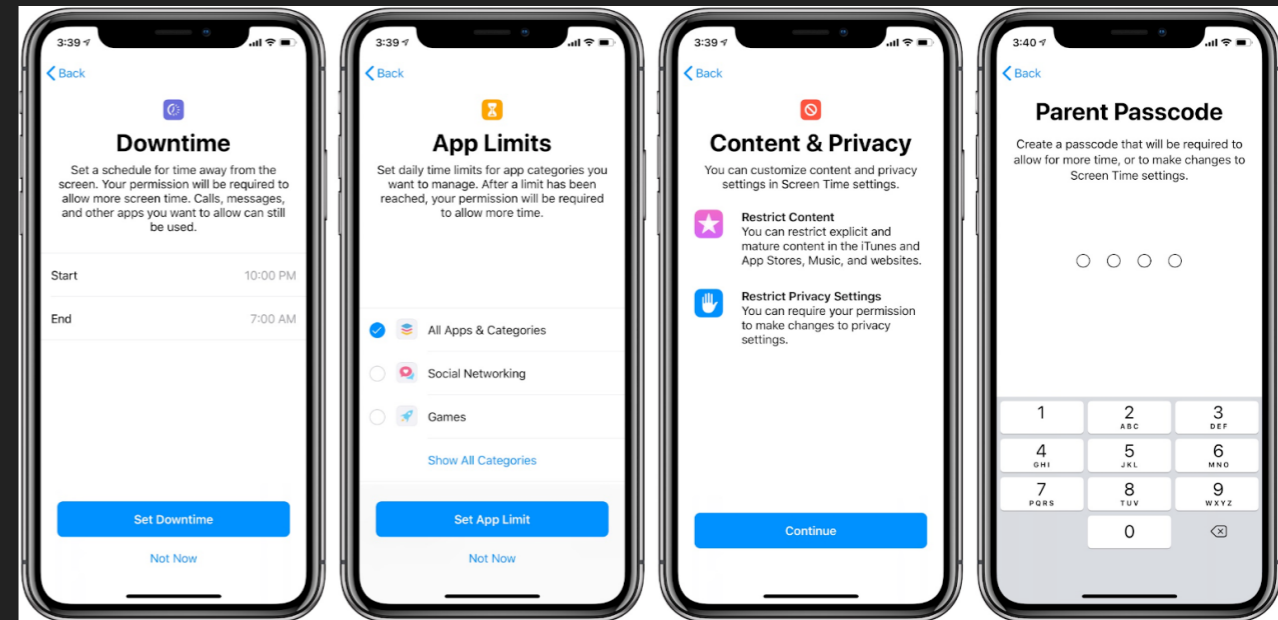 3:39
Back
Downtime
Set a schedule for time away from the
screen. Your permission will be required to
allow more screen time. Calls, messages,
and other apps you want to allow can still
be used.
Start 10:00 PM
End 7:00 AM
Set Downtime
Not Now
3:39
Back
App Limits
Set daily time limits for app categories you
want to manage. After a limit has been
reached, your permission will be required
to allow more time.
All Apps & Categories
Social Networking
Games
Show All Categories
Set App Limit
Not Now
3:39
Back
Content & Privacy
You can customize content and privacy
settings in Screen Time settings.
Restrict Content
You can restrict explicit and
mature content in the iTunes and
App Stores, Music, and websites.
Restrict Privacy Settings
You can require your permission
to make changes to privacy
settings.
Continue
3:40
Back
Parent Passcode
Create a passcode that will be required to
allow for more time, or to make changes to
Screen Time settings.
1 2 3
ABC DEF
4 5 6
GHI JKL MNO
7 8 9
PQRS TUV WXYZ
0